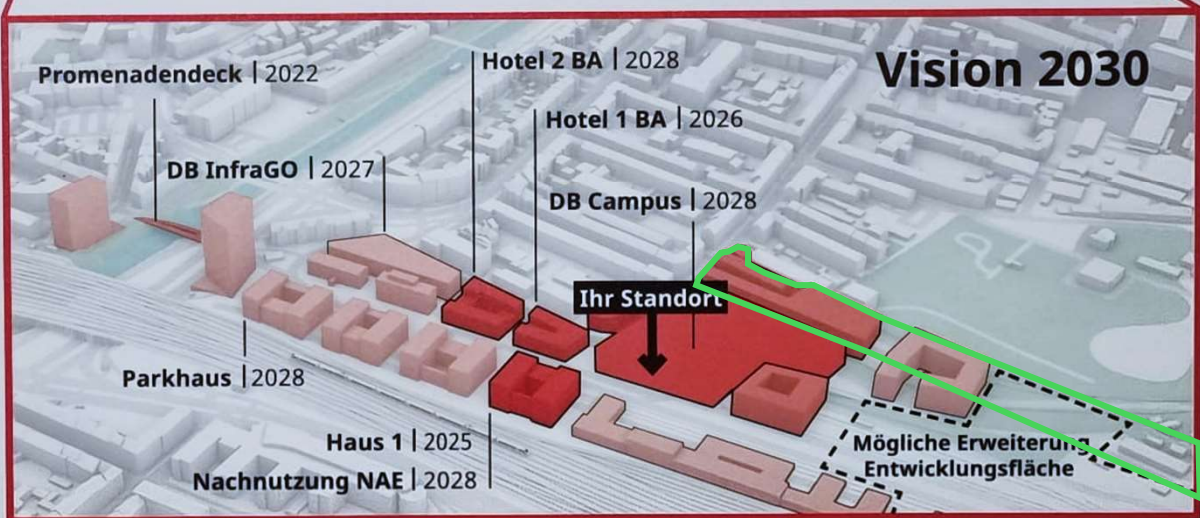 Vision 2030
Promenadendeck | 2022
Hotel 2 BA | 2028
Hotel 1 BA | 2026
DB InfraGO | 2027
DB Campus | 2028
Ihr Standort
Parkhaus | 2028
Haus 1 | 2025
Nachnutzung NAE | 2028
Mögliche Erweiterung
Entwicklungsfläche